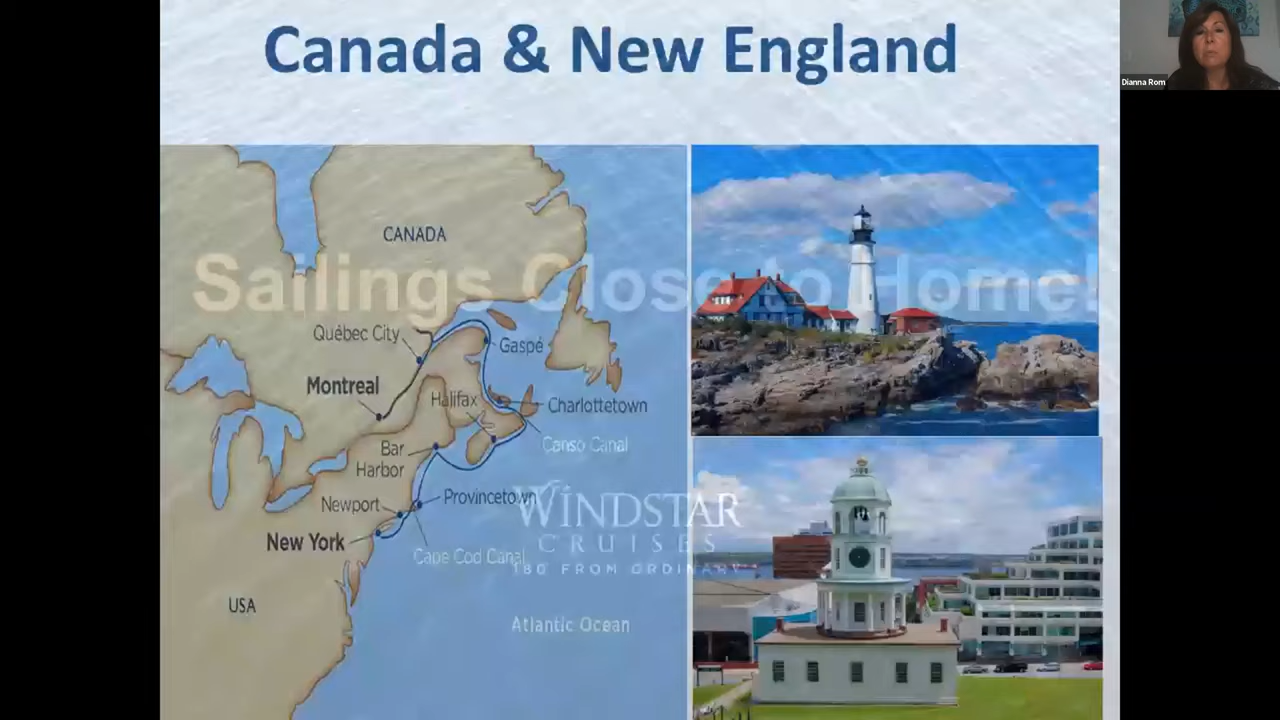 Canada & New England
Dianna Rom
CANADA
Sailings Close to Home!
Québec City
Gaspé
Montreal
Halifax
Charlottetown
Canso Canal
Bar
Harbor
Provincetown
Newport
WINDSTAR
CRUISES
New York
Cape Cod Canal
180° FROM ORDINARY
USA
Atlantic Ocean